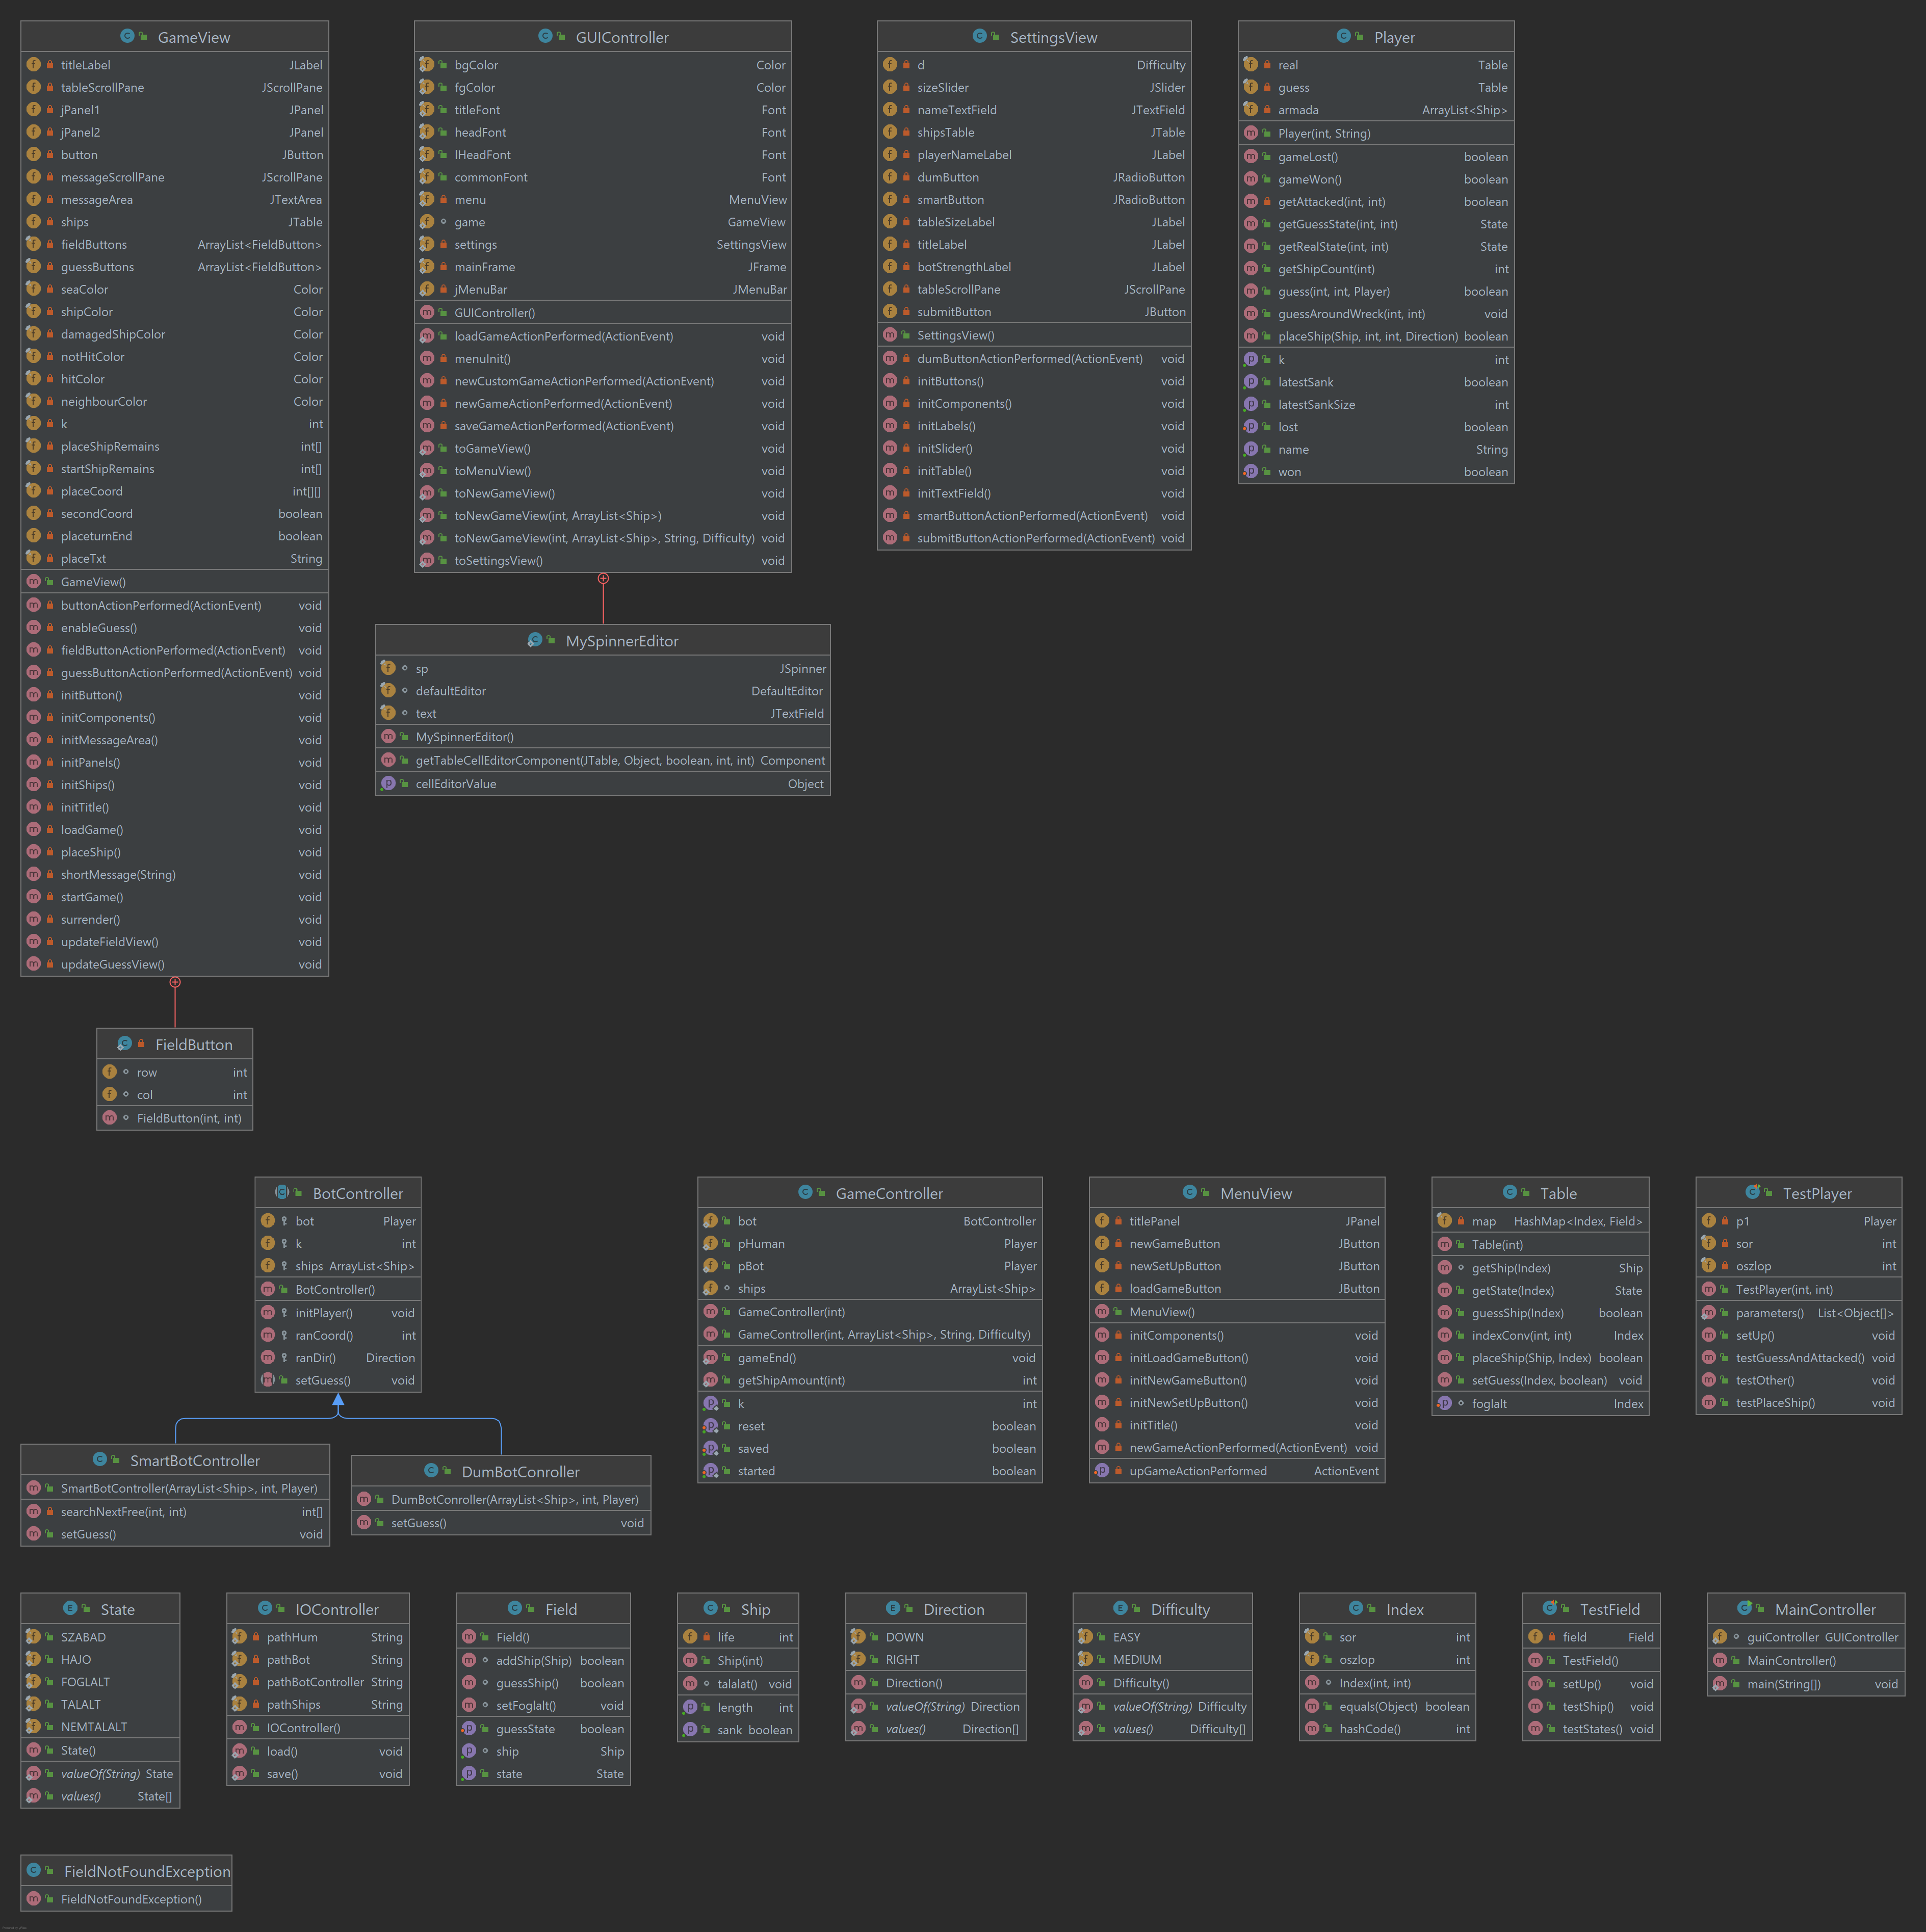 GameView
titleLabel JLabel
tableScrollPane JScrollPane
jPanel1 JPanel
jPanel2 JPanel
button JButton
messageScrollPane JScrollPane
messageArea JTextArea
ships JTable
fieldButtons ArrayList<FieldButton>
guessButtons ArrayList<FieldButton>
seaColor Color
shipColor Color
damagedShipColor Color
notHitColor Color
hitColor Color
neighbourColor Color
k int
placeShipRemains int[]
startShipRemains int[]
placeCoord int[][]
secondCoord boolean
placeturnEnd boolean
placeTxt String
GameView()
buttonActionPerformed(ActionEvent) void
enableGuess() void
fieldButtonActionPerformed(ActionEvent) void
guessButtonActionPerformed(ActionEvent) void
initButton() void
initComponents() void
initMessageArea() void
initPanels() void
initShips() void
initTitle() void
loadGame() void
placeShip() void
shortMessage(String) void
startGame() void
surrender() void
updateFieldView() void
updateGuessView() void
GUIController
bgColor Color
fgColor Color
titleFont Font
headFont Font
lHeadFont Font
commonFont Font
menu MenuView
game GameView
settings SettingsView
mainFrame JFrame
jMenuBar JMenuBar
GUIController()
loadGameActionPerformed(ActionEvent) void
menuInit() void
newCustomGameActionPerformed(ActionEvent) void
newGameActionPerformed(ActionEvent) void
saveGameActionPerformed(ActionEvent) void
toGameView() void
toMenuView() void
toNewGameView() void
toNewGameView(int, ArrayList<Ship>) void
toNewGameView(int, ArrayList<Ship>, String, Difficulty) void
toSettingsView() void
SettingsView
d Difficulty
sizeSlider JSlider
nameTextField JTextField
shipsTable JTable
playerNameLabel JLabel
dumButton JRadioButton
smartButton JRadioButton
tableSizeLabel JLabel
titleLabel JLabel
botStrengthLabel JLabel
tableScrollPane JScrollPane
submitButton JButton
SettingsView()
dumButtonActionPerformed(ActionEvent) void
initButtons() void
initComponents() void
initLabels() void
initSlider() void
initTable() void
initTextField() void
smartButtonActionPerformed(ActionEvent) void
submitButtonActionPerformed(ActionEvent) void
Player
real Table
guess Table
armada ArrayList<Ship>
Player(int, String)
gameLost() boolean
gameWon() boolean
getAttacked(int, int) boolean
getGuessState(int, int) State
getRealState(int, int) State
getShipCount(int) int
guess(int, int, Player) boolean
guessAroundWreck(int, int) void
placeShip(Ship, int, int, Direction) boolean
k int
latestSank boolean
latestSankSize int
lost boolean
name String
won boolean
MySpinnerEditor
sp JSpinner
defaultEditor DefaultEditor
text JTextField
MySpinnerEditor()
getTableCellEditorComponent(JTable, Object, boolean, int, int) Component
cellEditorValue Object
FieldButton
row int
col int
FieldButton(int, int)
BotController
bot Player
k int
ships ArrayList<Ship>
BotController()
initPlayer() void
ranCoord() int
ranDir() Direction
setGuess() void
GameController
bot BotController
pHuman Player
pBot Player
ships ArrayList<Ship>
GameController(int)
GameController(int, ArrayList<Ship>, String, Difficulty)
gameEnd() void
getShipAmount(int) int
k int
reset boolean
saved boolean
started boolean
MenuView
titlePanel JPanel
newGameButton JButton
newSetUpButton JButton
loadGameButton JButton
MenuView()
initComponents() void
initLoadGameButton() void
initNewGameButton() void
initNewSetUpButton() void
initTitle() void
newGameActionPerformed(ActionEvent) void
upGameActionPerformed ActionEvent
Table
map HashMap<Index, Field>
Table(int)
getShip(Index) Ship
getState(Index) State
guessShip(Index) boolean
indexConv(int, int) Index
placeShip(Ship, Index) boolean
setGuess(Index, boolean) void
foglalt Index
TestPlayer
p1 Player
sor int
oszlop int
TestPlayer(int, int)
parameters() List<Object[]>
setUp() void
testGuessAndAttacked() void
testOther() void
testPlaceShip() void
SmartBotController
SmartBotController(ArrayList<Ship>, int, Player)
searchNextFree(int, int) int[]
setGuess() void
DumBotConroller
DumBotConroller(ArrayList<Ship>, int, Player)
setGuess() void
State
SZABAD
HAJO
FOGLALT
TALALT
NEMTALALT
State()
valueOf(String) State
values() State[]
IOController
pathHum String
pathBot String
pathBotController String
pathShips String
IOController()
load() void
save() void
Field
Field()
addShip(Ship) boolean
guessShip() boolean
setFoglalt() void
guessState boolean
ship Ship
state State
Ship
life int
Ship(int)
talalat() void
length int
sank boolean
Direction
DOWN
RIGHT
Direction()
valueOf(String) Direction
values() Direction[]
Difficulty
EASY
MEDIUM
Difficulty()
valueOf(String) Difficulty
values() Difficulty[]
Index
sor int
oszlop int
Index(int, int)
equals(Object) boolean
hashCode() int
TestField
field Field
TestField()
setUp() void
testShip() void
testStates() void
MainController
guiController GUIController
MainController()
main(String[]) void
FieldNotFoundException
FieldNotFoundException()